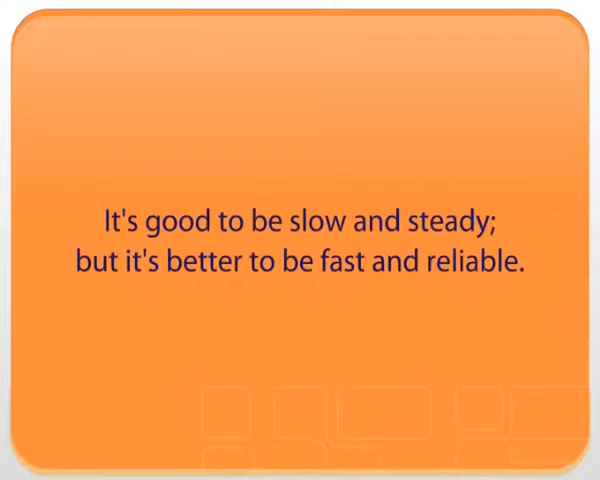 It's good to be slow and steady;
but it's better to be fast and reliable.